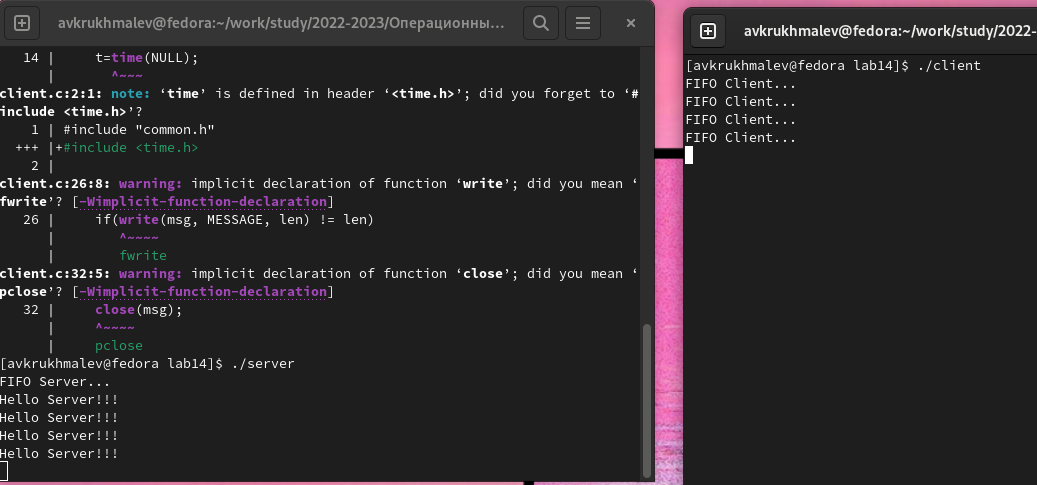 avkrukhmalev@fedora:~/work/study/2022-2023/Операционны...
14 |     t=time(NULL);
|       ^~~~
client.c:2:1: note: ‘time’ is defined in header ‘<time.h>’; did you forget to ‘#
include <time.h>’?
1 | #include "common.h"
+++ |+#include <time.h>
2 |
client.c:26:8: warning: implicit declaration of function ‘write’; did you mean ‘
fwrite’? [-Wimplicit-function-declaration]
26 |     if(write(msg, MESSAGE, len) != len)
|        ^~~~~
|        fwrite
client.c:32:5: warning: implicit declaration of function ‘close’; did you mean ‘
pclose’? [-Wimplicit-function-declaration]
32 |     close(msg);
|     ^~~~~
|     pclose
[avkrukhmalev@fedora lab14]$ ./server
FIFO Server...
Hello Server!!!
Hello Server!!!
Hello Server!!!
Hello Server!!!
avkrukhmalev@fedora:~/work/study/2022-
[avkrukhmalev@fedora lab14]$ ./client
FIFO Client...
FIFO Client...
FIFO Client...
FIFO Client...